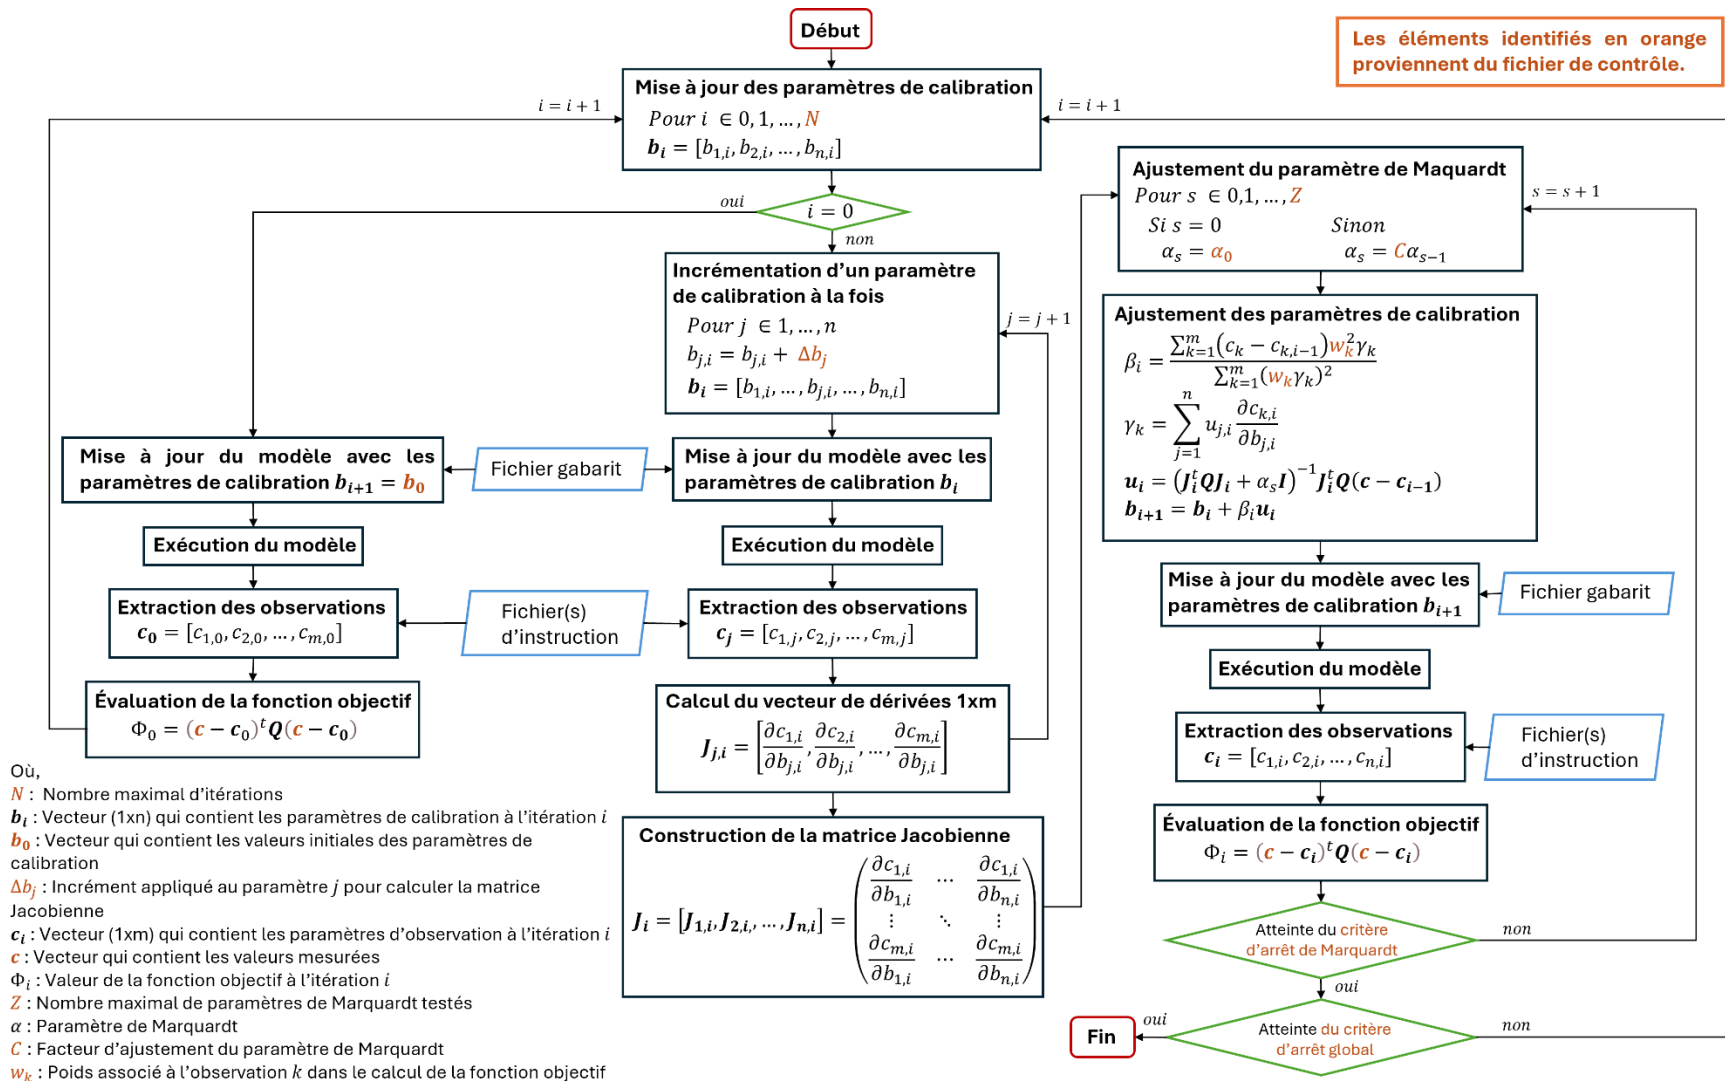 Début
Les éléments identifiés en orange
proviennent du fichier de contrôle.
Mise à jour des paramètres de calibration
Pour i ∈ 0, 1, … , N
b_i = [b_{1,i}, b_{2,i}, … , b_{n,i}]
i = i + 1
i = i + 1
i = 0
oui
non
Incrémentation d’un paramètre
de calibration à la fois
Pour j ∈ 1, … , n
b_{j,i} = b_{j,i} + Δb_j
b_i = [b_{1,i}, … , b_{j,i}, … , b_{n,i}]
j = j + 1
Mise à jour du modèle avec les
paramètres de calibration b_{i+1} = b_0
Fichier gabarit
Mise à jour du modèle avec les
paramètres de calibration b_i
Exécution du modèle
Exécution du modèle
Extraction des observations
c_0 = [c_{1,0}, c_{2,0}, … , c_{m,0}]
Fichier(s)
d’instruction
Extraction des observations
c_j = [c_{1,j}, c_{2,j}, … , c_{m,j}]
Évaluation de la fonction objectif
Φ_0 = (c − c_0)^t Q(c − c_0)
Calcul du vecteur de dérivées 1xm
J_{j,i} = [∂c_{1,i}/∂b_{j,i}, ∂c_{2,i}/∂b_{j,i}, … , ∂c_{m,i}/∂b_{j,i}]
Construction de la matrice Jacobienne
J_i = [J_{1,i}, J_{2,i}, … , J_{n,i}] = (∂c_{1,i}/∂b_{1,i} ⋯ ∂c_{1,i}/∂b_{n,i}
⋮ ⋱ ⋮
∂c_{m,i}/∂b_{1,i} ⋯ ∂c_{m,i}/∂b_{n,i})
Ajustement du paramètre de Maquardt
Pour s ∈ 0,1, … , Z
Si s = 0 Sinon
α_s = α_0 α_s = Cα_{s−1}
s = s + 1
Ajustement des paramètres de calibration
β_i = ∑_{k=1}^m (c_k − c_{k,i−1})w_k^2 γ_k / ∑_{k=1}^m (w_k γ_k)^2
γ_k = ∑_{j=1}^n u_{j,i} ∂c_{k,i}/∂b_{j,i}
u_i = (J_i^t QJ_i + α_s I)^{−1} J_i^t Q(c − c_{i−1})
b_{i+1} = b_i + β_i u_i
Mise à jour du modèle avec les
paramètres de calibration b_{i+1}
Fichier gabarit
Exécution du modèle
Extraction des observations
c_i = [c_{1,i}, c_{2,i}, … , c_{n,i}]
Fichier(s)
d’instruction
Évaluation de la fonction objectif
Φ_i = (c − c_i)^t Q(c − c_i)
Atteinte du critère
d’arrêt de Marquardt
non
oui
Atteinte du critère
d’arrêt global
non
oui
Fin
Où,
N : Nombre maximal d’itérations
b_i : Vecteur (1xn) qui contient les paramètres de calibration à l’itération i
b_0 : Vecteur qui contient les valeurs initiales des paramètres de
calibration
Δb_j : Incrément appliqué au paramètre j pour calculer la matrice
Jacobienne
c_i : Vecteur (1xm) qui contient les paramètres d’observation à l’itération i
c : Vecteur qui contient les valeurs mesurées
Φ_i : Valeur de la fonction objectif à l’itération i
Z : Nombre maximal de paramètres de Marquardt testés
α : Paramètre de Marquardt
C : Facteur d’ajustement du paramètre de Marquardt
w_k : Poids associé à l’observation k dans le calcul de la fonction objectif